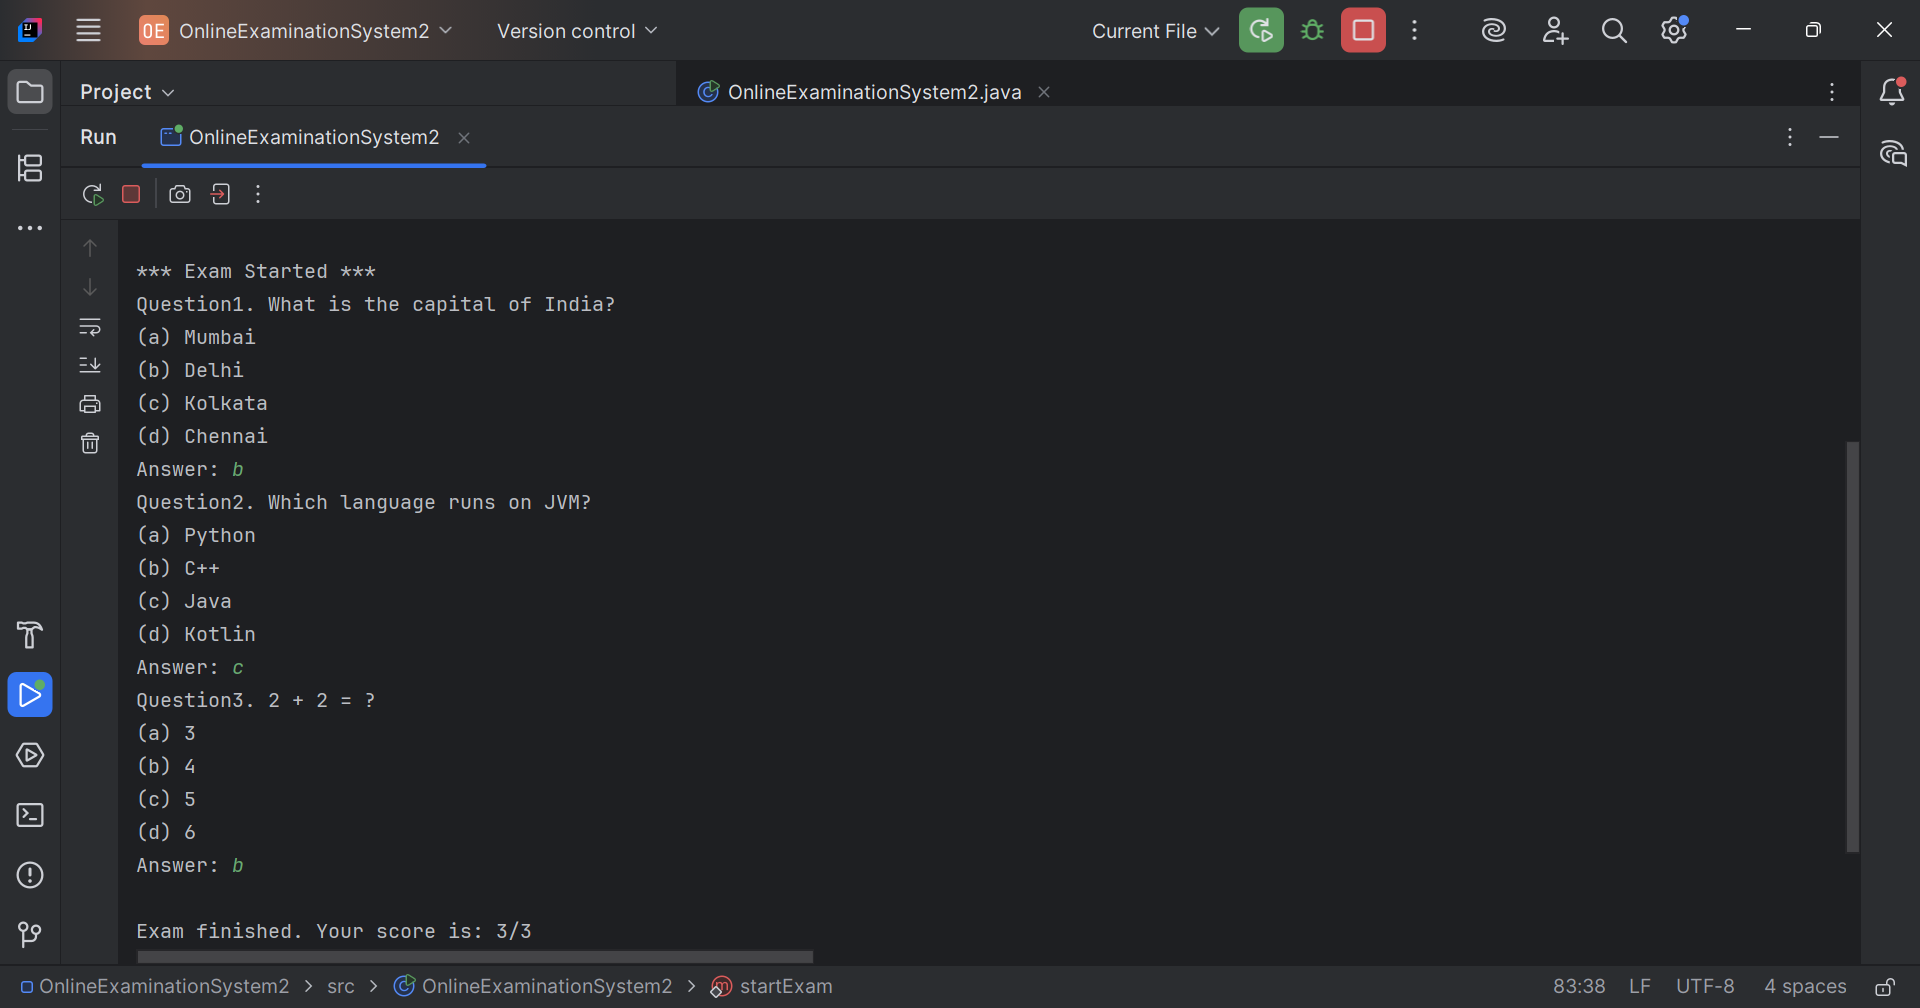 OE OnlineExaminationSystem2 Version control Current File
Project OnlineExaminationSystem2.java
Run OnlineExaminationSystem2
*** Exam Started ***
Question1. What is the capital of India?
(a) Mumbai
(b) Delhi
(c) Kolkata
(d) Chennai
Answer: b
Question2. Which language runs on JVM?
(a) Python
(b) C++
(c) Java
(d) Kotlin
Answer: c
Question3. 2 + 2 = ?
(a) 3
(b) 4
(c) 5
(d) 6
Answer: b
Exam finished. Your score is: 3/3
OnlineExaminationSystem2 > src > OnlineExaminationSystem2 > startExam 83:38 LF UTF-8 4 spaces